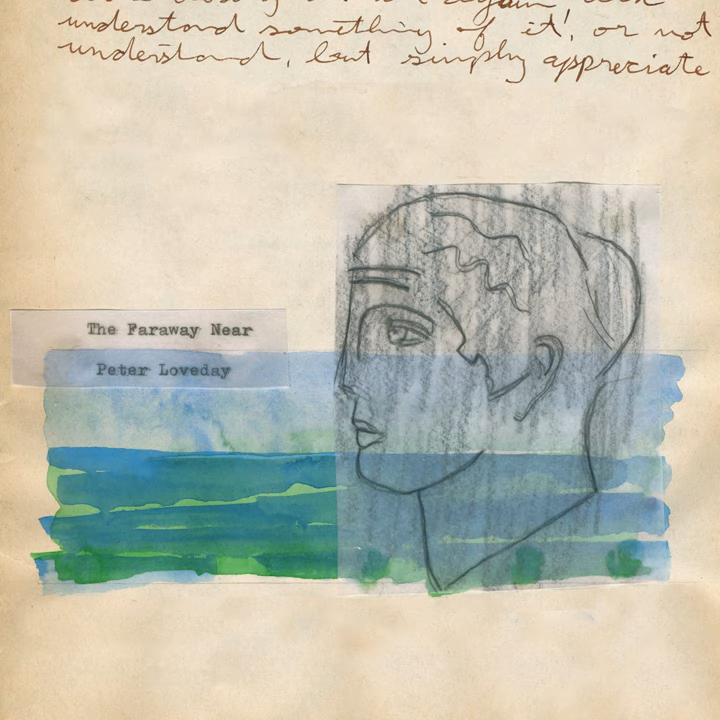 understand something of it!, or not
understand, but simply appreciate
The Faraway Near
Peter Loveday